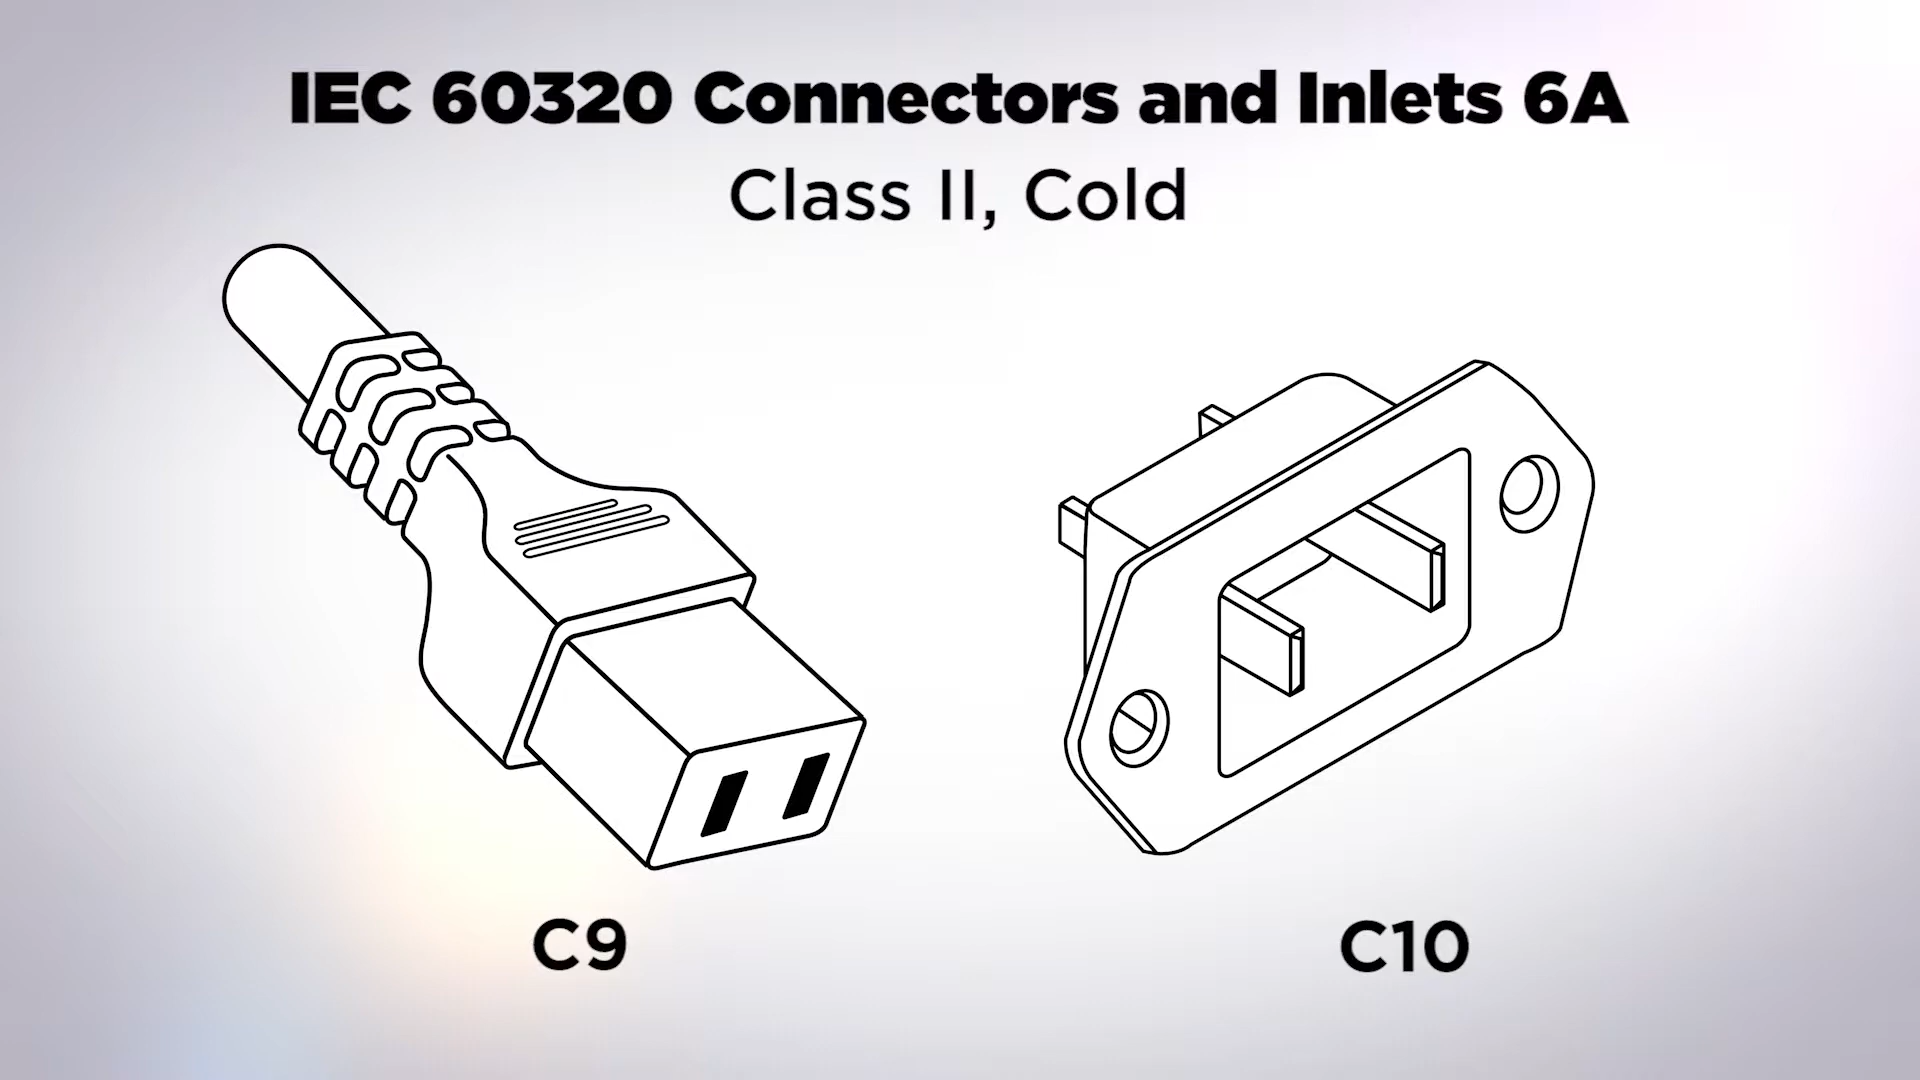 IEC 60320 Connectors and Inlets 6A
Class II, Cold
C9
C10